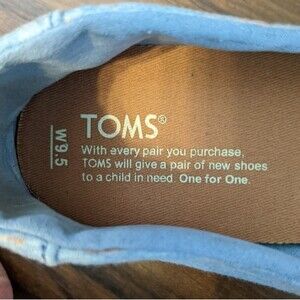 TOMS®
W9.5
With every pair you purchase,
TOMS will give a pair of new shoes
to a child in need. One for One.